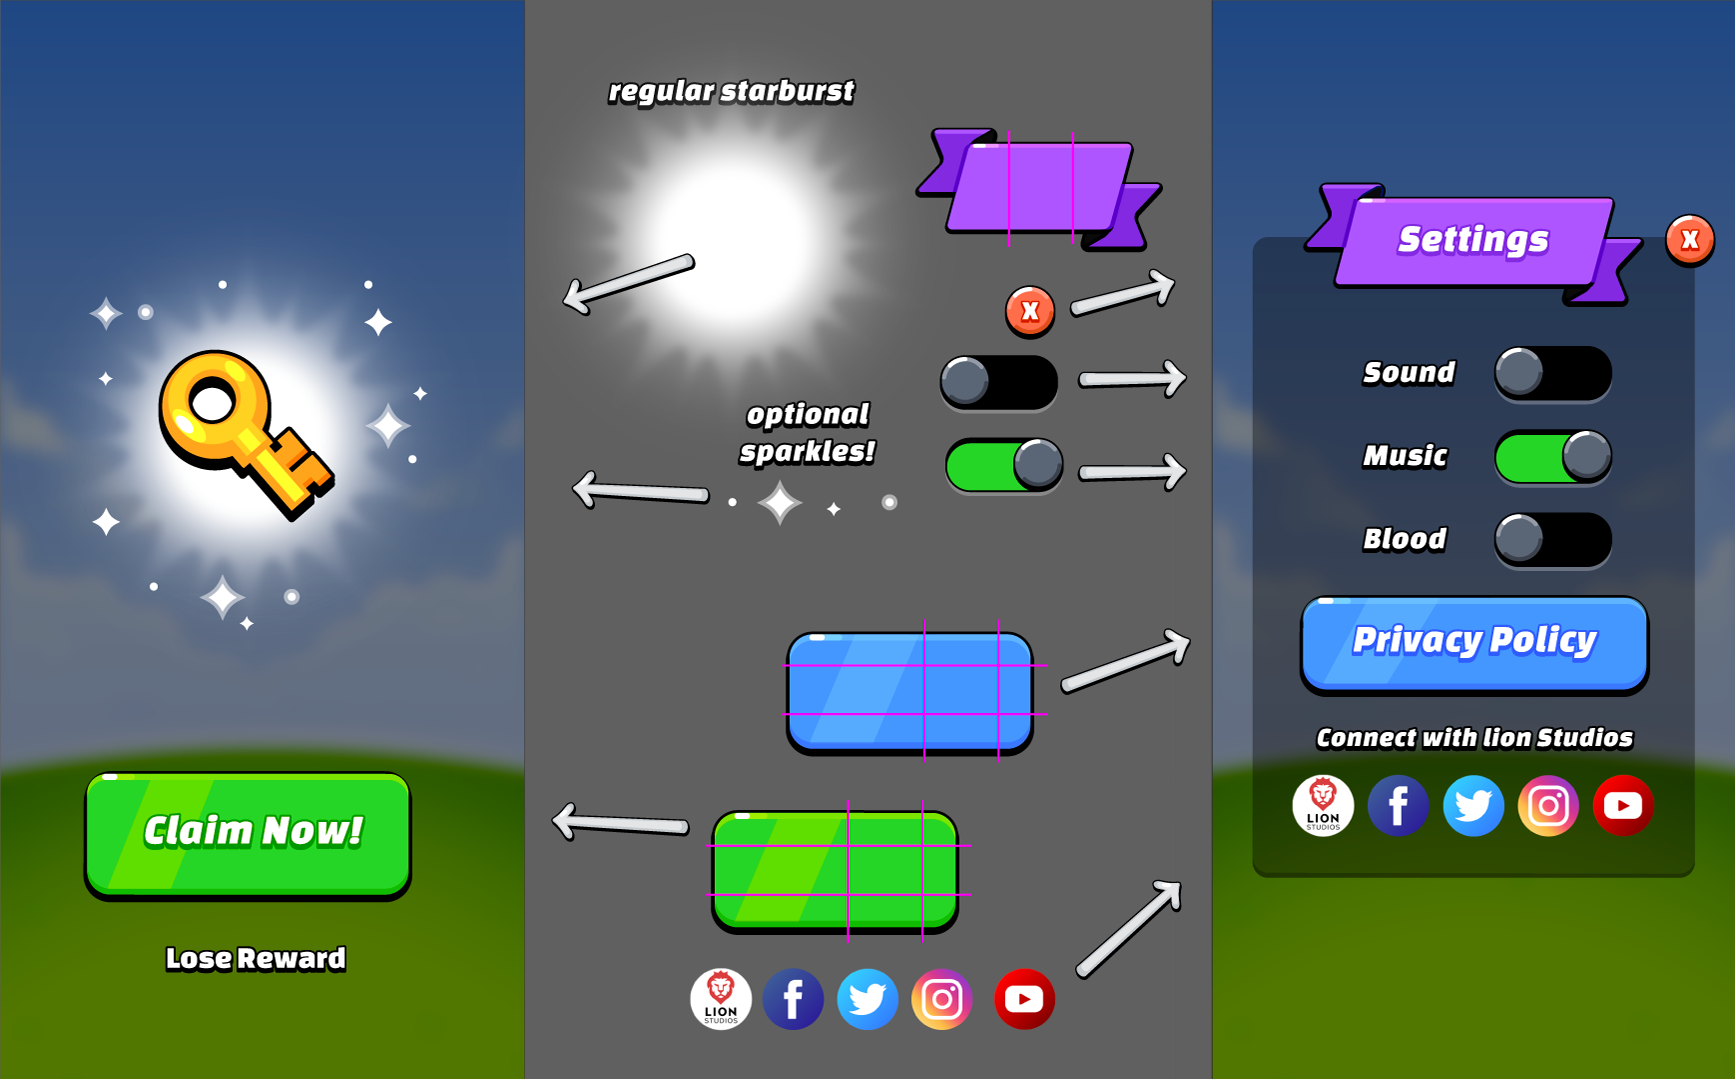 Claim Now!
Lose Reward
regular starburst
X
optional
sparkles!
LION
STUDIOS
f
Settings
X
Sound
Music
Blood
Privacy Policy
Connect with lion Studios
LION
STUDIOS
f